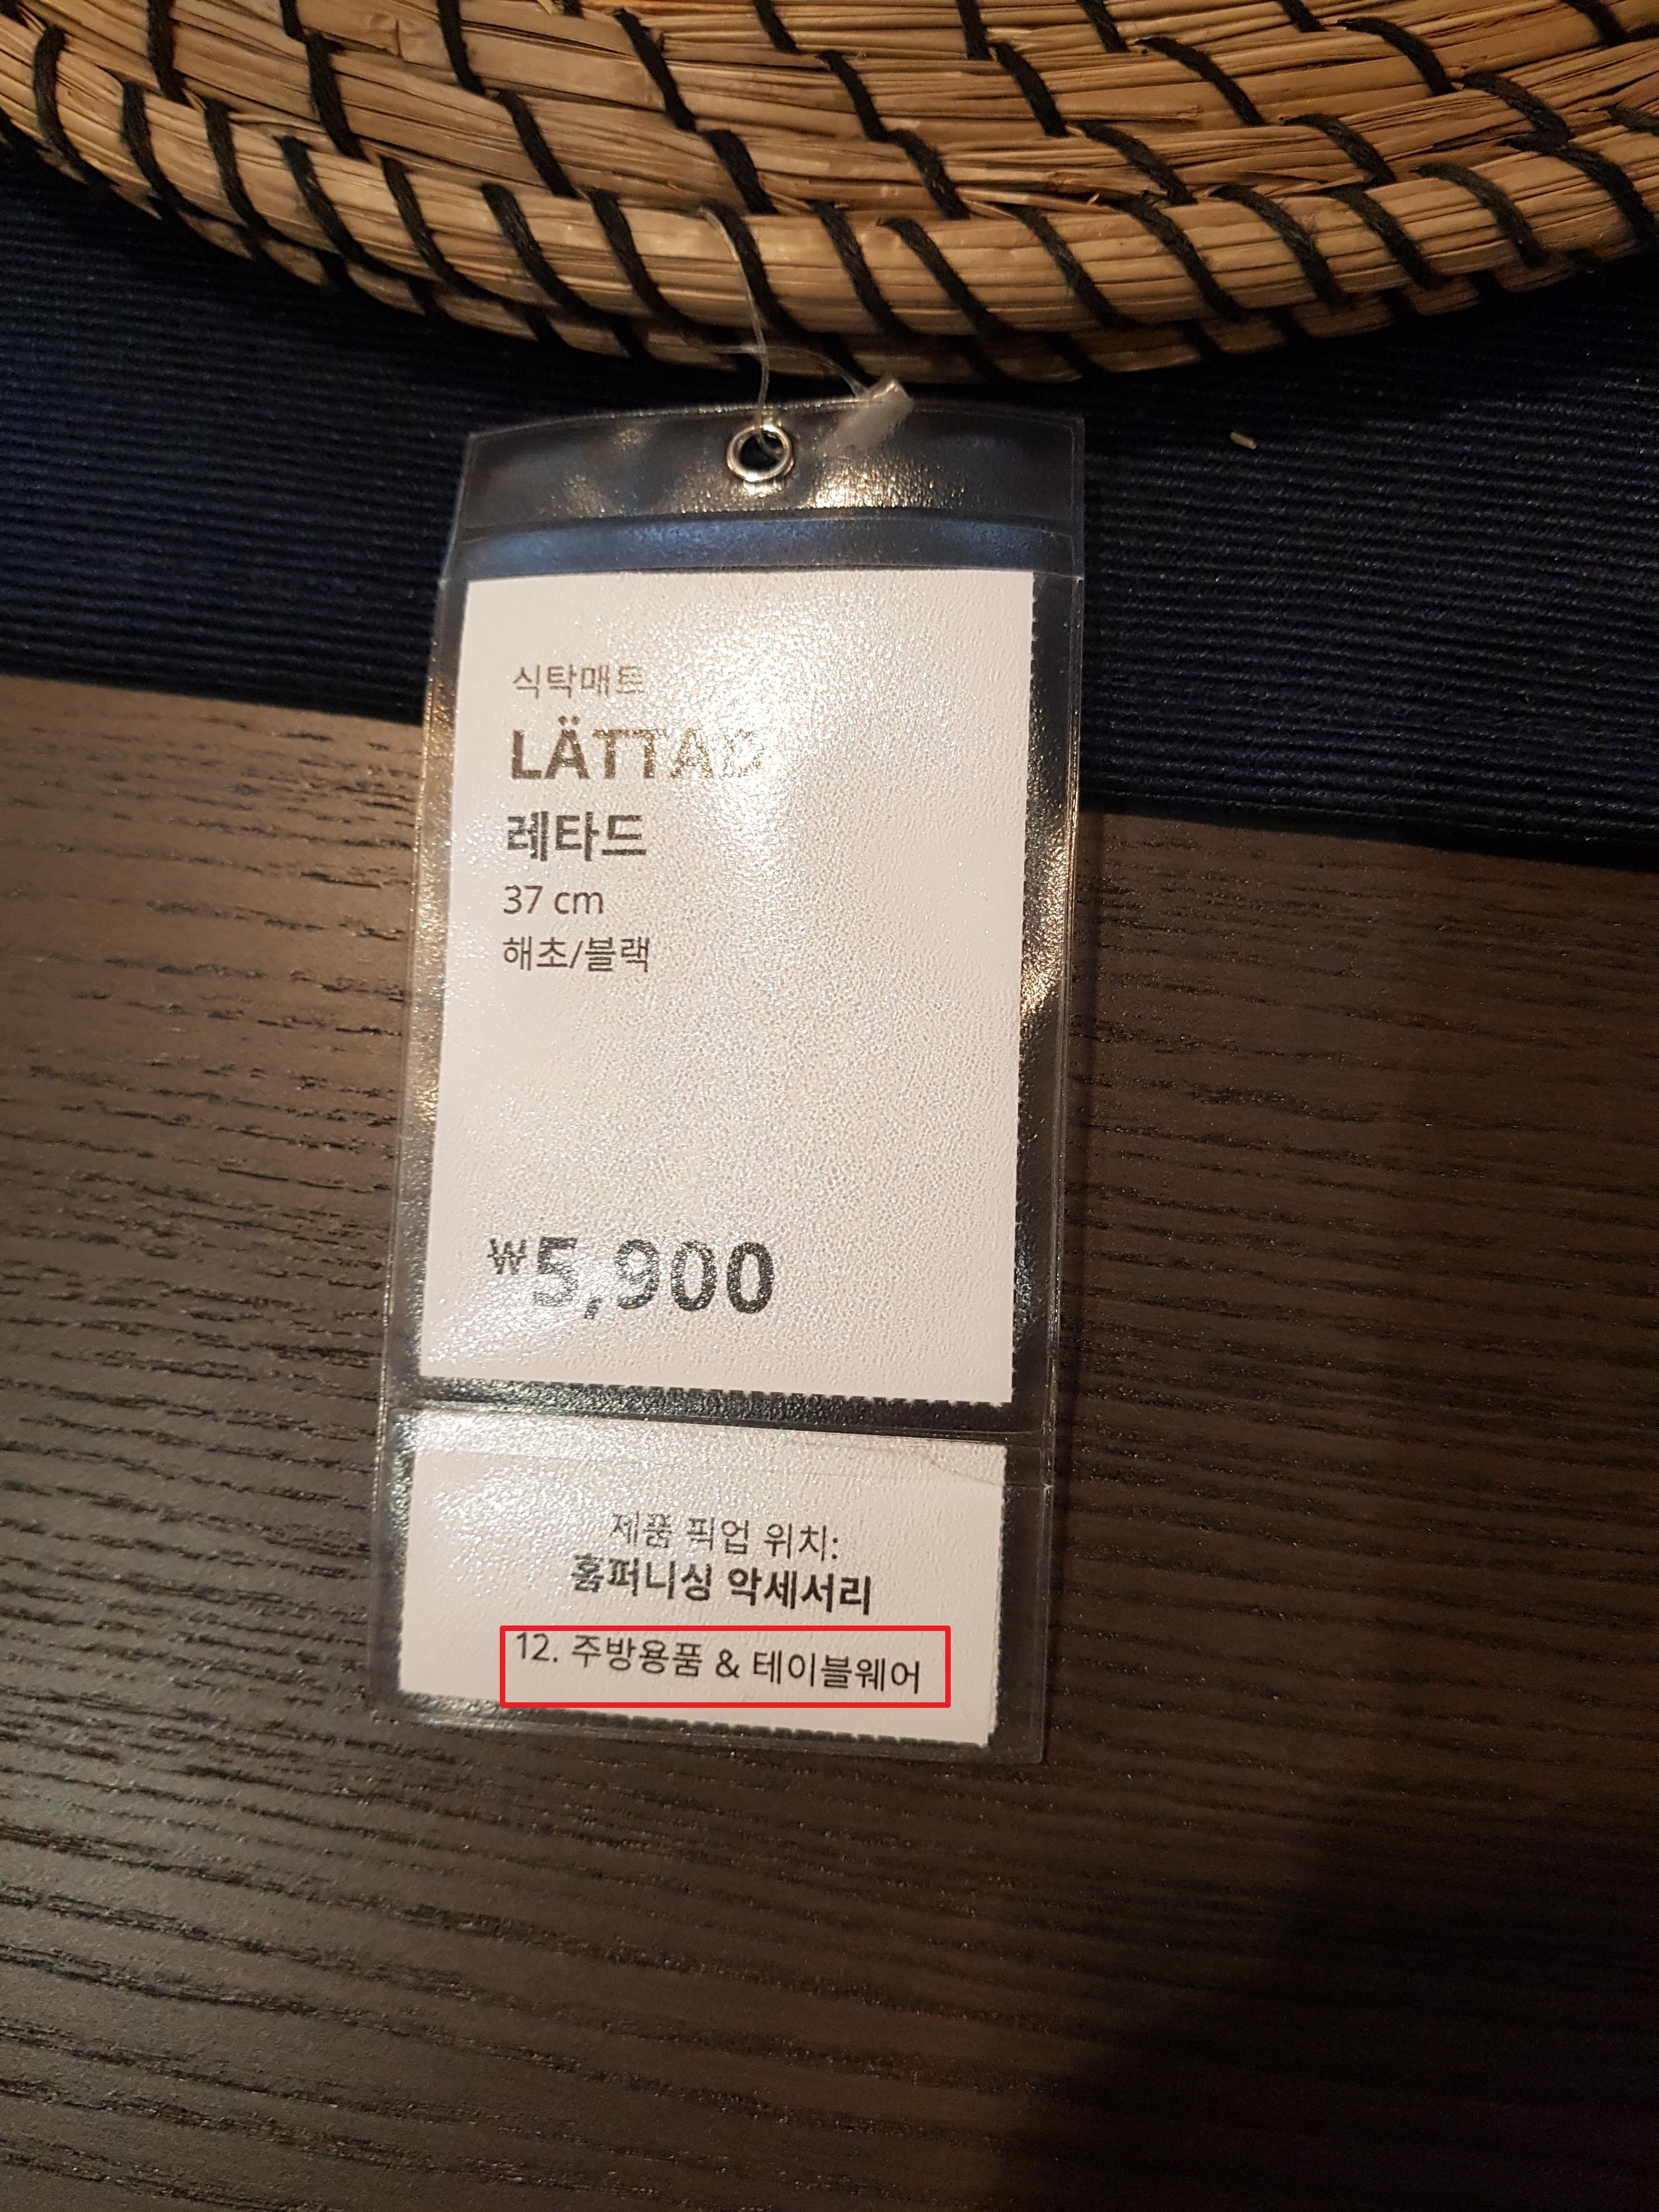 식탁매트
LÄTTAD
레타드
37 cm
해초/블랙
₩5,900
제품 픽업 위치:
홈퍼니싱 악세서리
12. 주방용품 & 테이블웨어